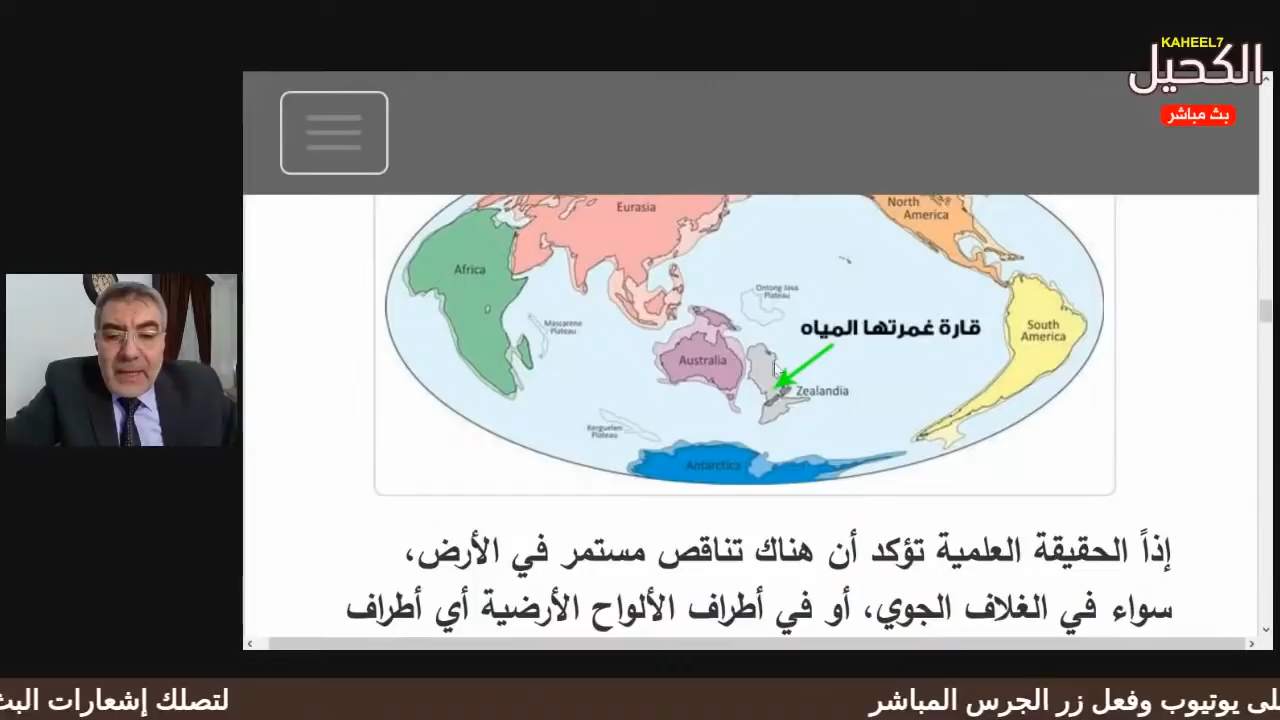 KAHEEL7
الكحيل
بث مباشر
Eurasia
North
America
Africa
Ontong Java
Plateau
Mascarene
Plateau
قارة غمرتها المياه
South
America
Australia
Zealandia
Kerguelen
Plateau
Antarctica
إذاً الحقيقة العلمية تؤكد أن هناك تناقص مستمر في الأرض،
سواء في الغلاف الجوي، أو في أطراف الألواح الأرضية أي أطراف
لى يوتيوب وفعل زر الجرس المباشر لتصلك إشعارات البث